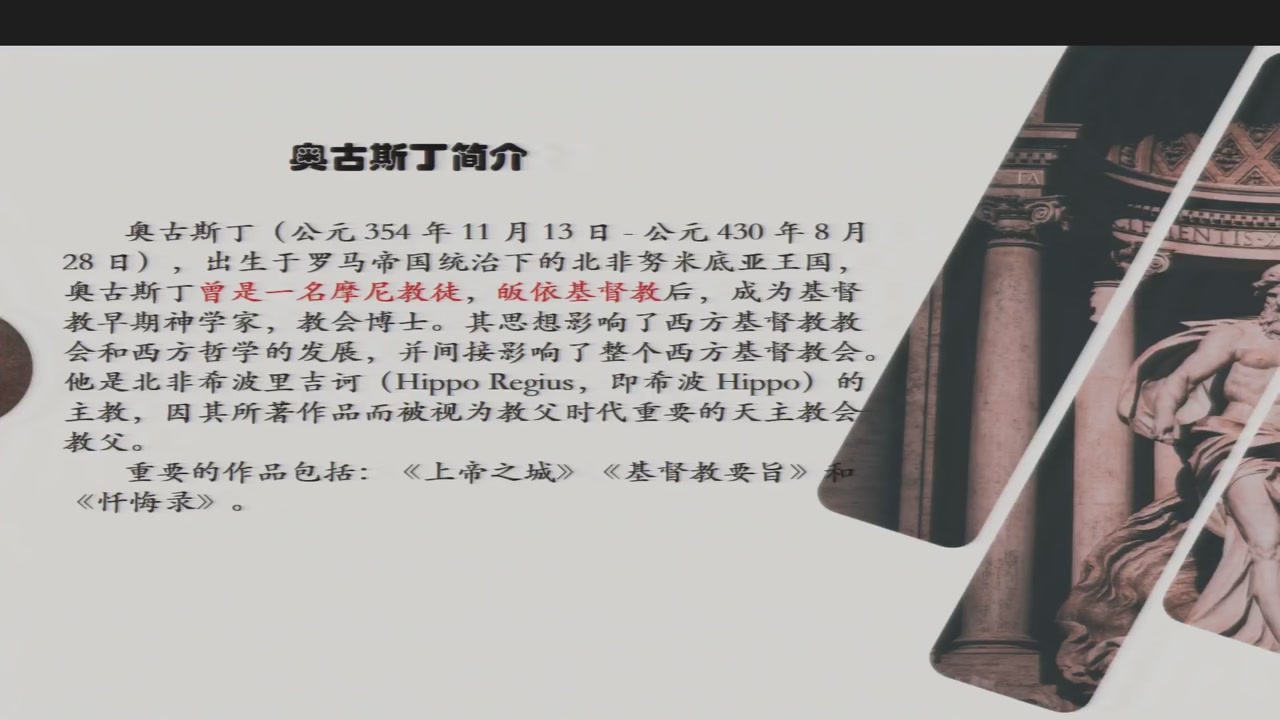 奥古斯丁简介
奥古斯丁（公元354 年 11 月 13 日 - 公元430 年 8 月
28 日），出生于罗马帝国统治下的北非努米底亚王国，
奥古斯丁曾是一名摩尼教徒，皈依基督教后，成为基督
教早期神学家，教会博士。其思想影响了西方基督教教
会和西方哲学的发展，并间接影响了整个西方基督教会。
他是北非希波里吉诃（Hippo Regius，即希波 Hippo）的
主教，因其所著作品而被视为教父时代重要的天主教会
教父。
重要的作品包括：《上帝之城》《基督教要旨》和
《忏悔录》。